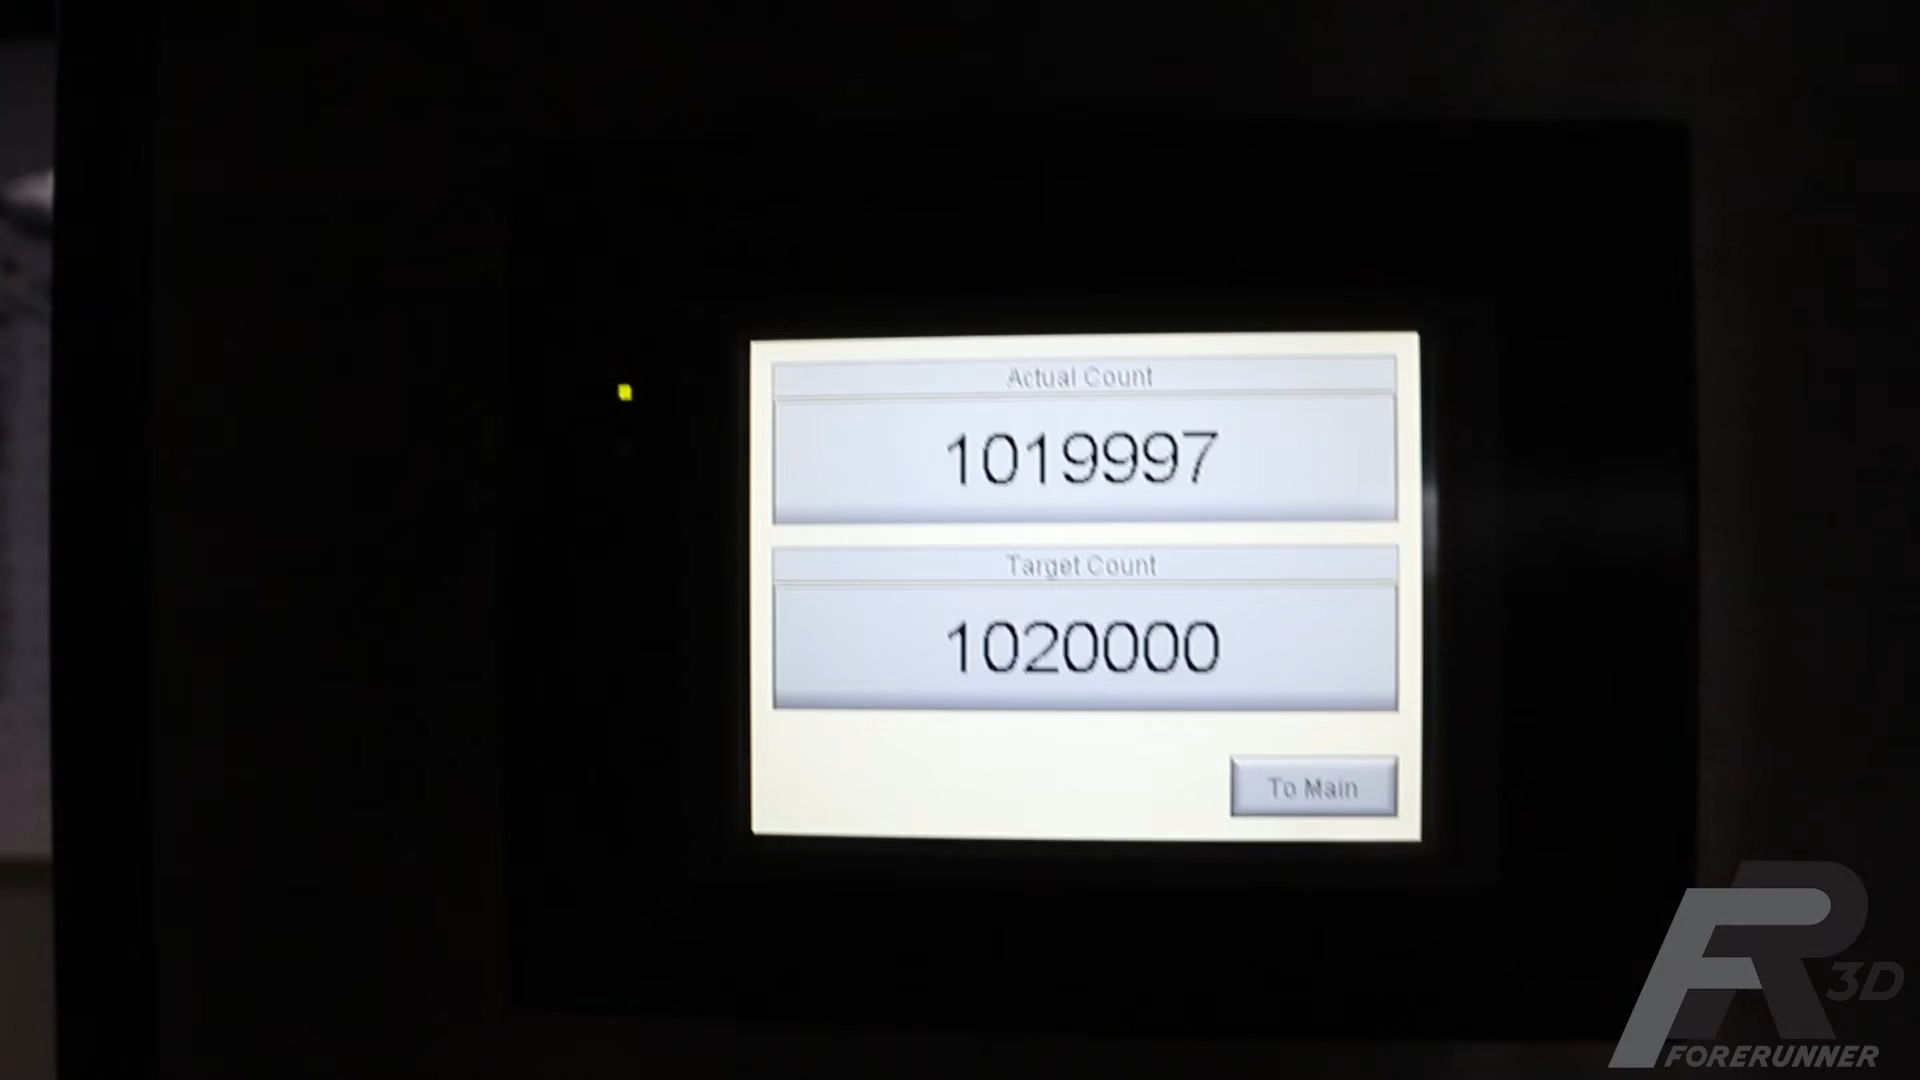 Actual Count
1019997
Target Count
1020000
To Main
FR
3D
FORERUNNER